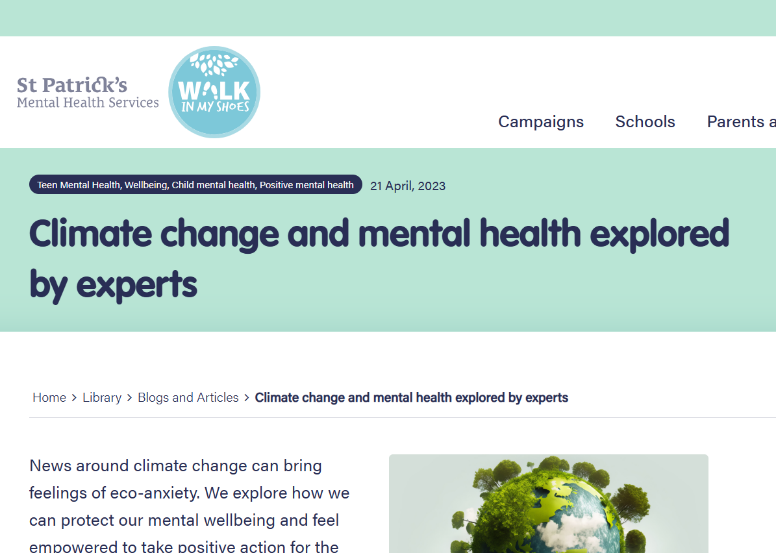 St Patrick's
Mental Health Services
WALK
IN MY SHOES
Campaigns
Schools
Parents a
Teen Mental Health, Wellbeing, Child mental health, Positive mental health
21 April, 2023
Climate change and mental health explored
by experts
Home > Library > Blogs and Articles > Climate change and mental health explored by experts
News around climate change can bring
feelings of eco-anxiety. We explore how we
can protect our mental wellbeing and feel
empowered to take positive action for the